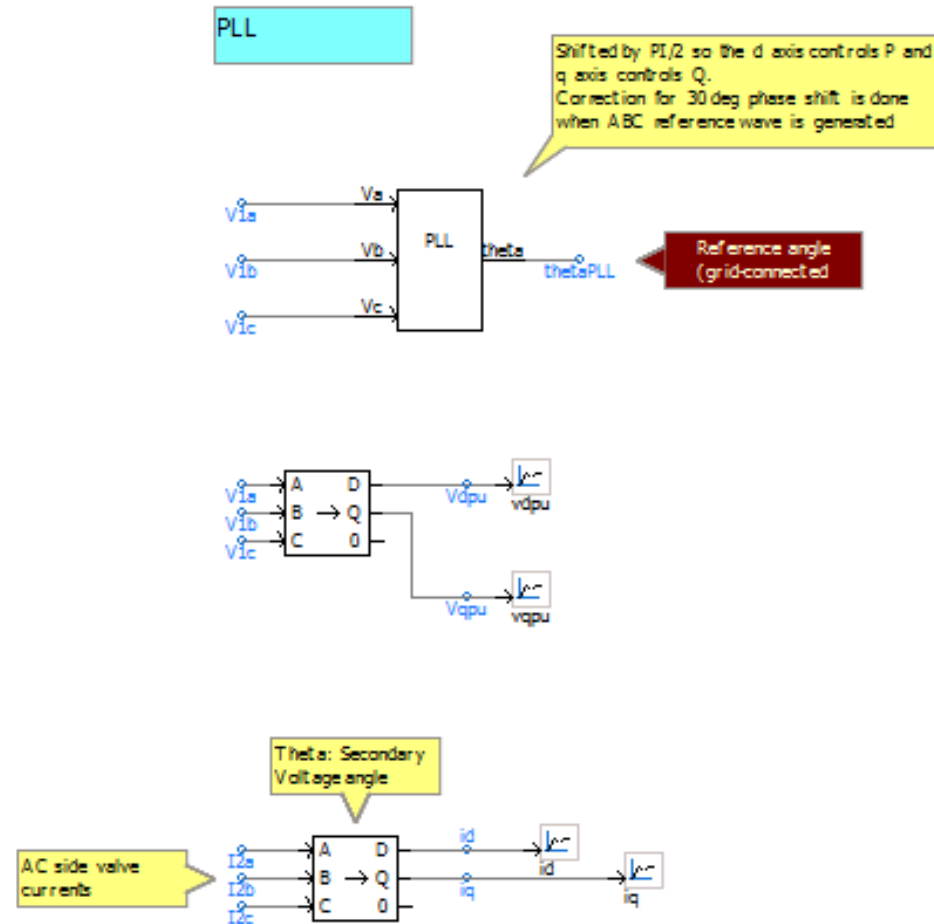 PLL
Shifted by PI/2 so the d axis controls P and
q axis controls Q.
Correction for 30 deg phase shift is done
when ABC reference wave is generated
V1a
Va
V1b
Vb
V1c
Vc
PLL
theta
thetaPLL
Reference angle
(grid-connected
V1a
V1b
V1c
A
B
C
D
Q
0
Vdpu
vdpu
Vqpu
vqpu
Theta: Secondary
Voltage angle
AC side valve
currents
I2a
I2b
I2c
A
B
C
D
Q
0
id
id
iq
iq